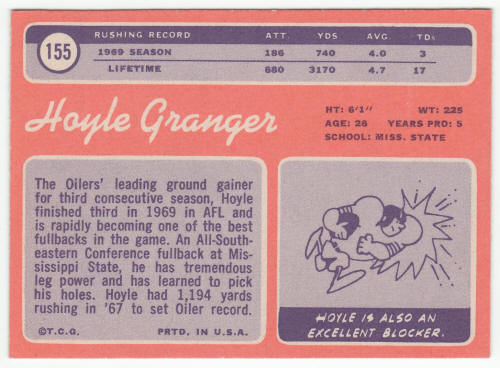 155
RUSHING RECORD ATT. YDS AVG TDs
1969 SEASON 186 740 4.0 3
LIFETIME 680 3170 4.7 17
Hoyle Granger
HT: 6'1" WT: 225
AGE: 26 YEARS PRO: 5
SCHOOL: MISS. STATE
The Oilers' leading ground gainer
for third consecutive season, Hoyle
finished third in 1969 in AFL and
is rapidly becoming one of the best
fullbacks in the game. An All-South-
eastern Conference fullback at Mis-
sissippi State, he has tremendous
leg power and has learned to pick
his holes. Hoyle had 1,194 yards
rushing in '67 to set Oiler record.
©T.C.G. PRTD. IN U.S.A.
HOYLE IS ALSO AN
EXCELLENT BLOCKER.